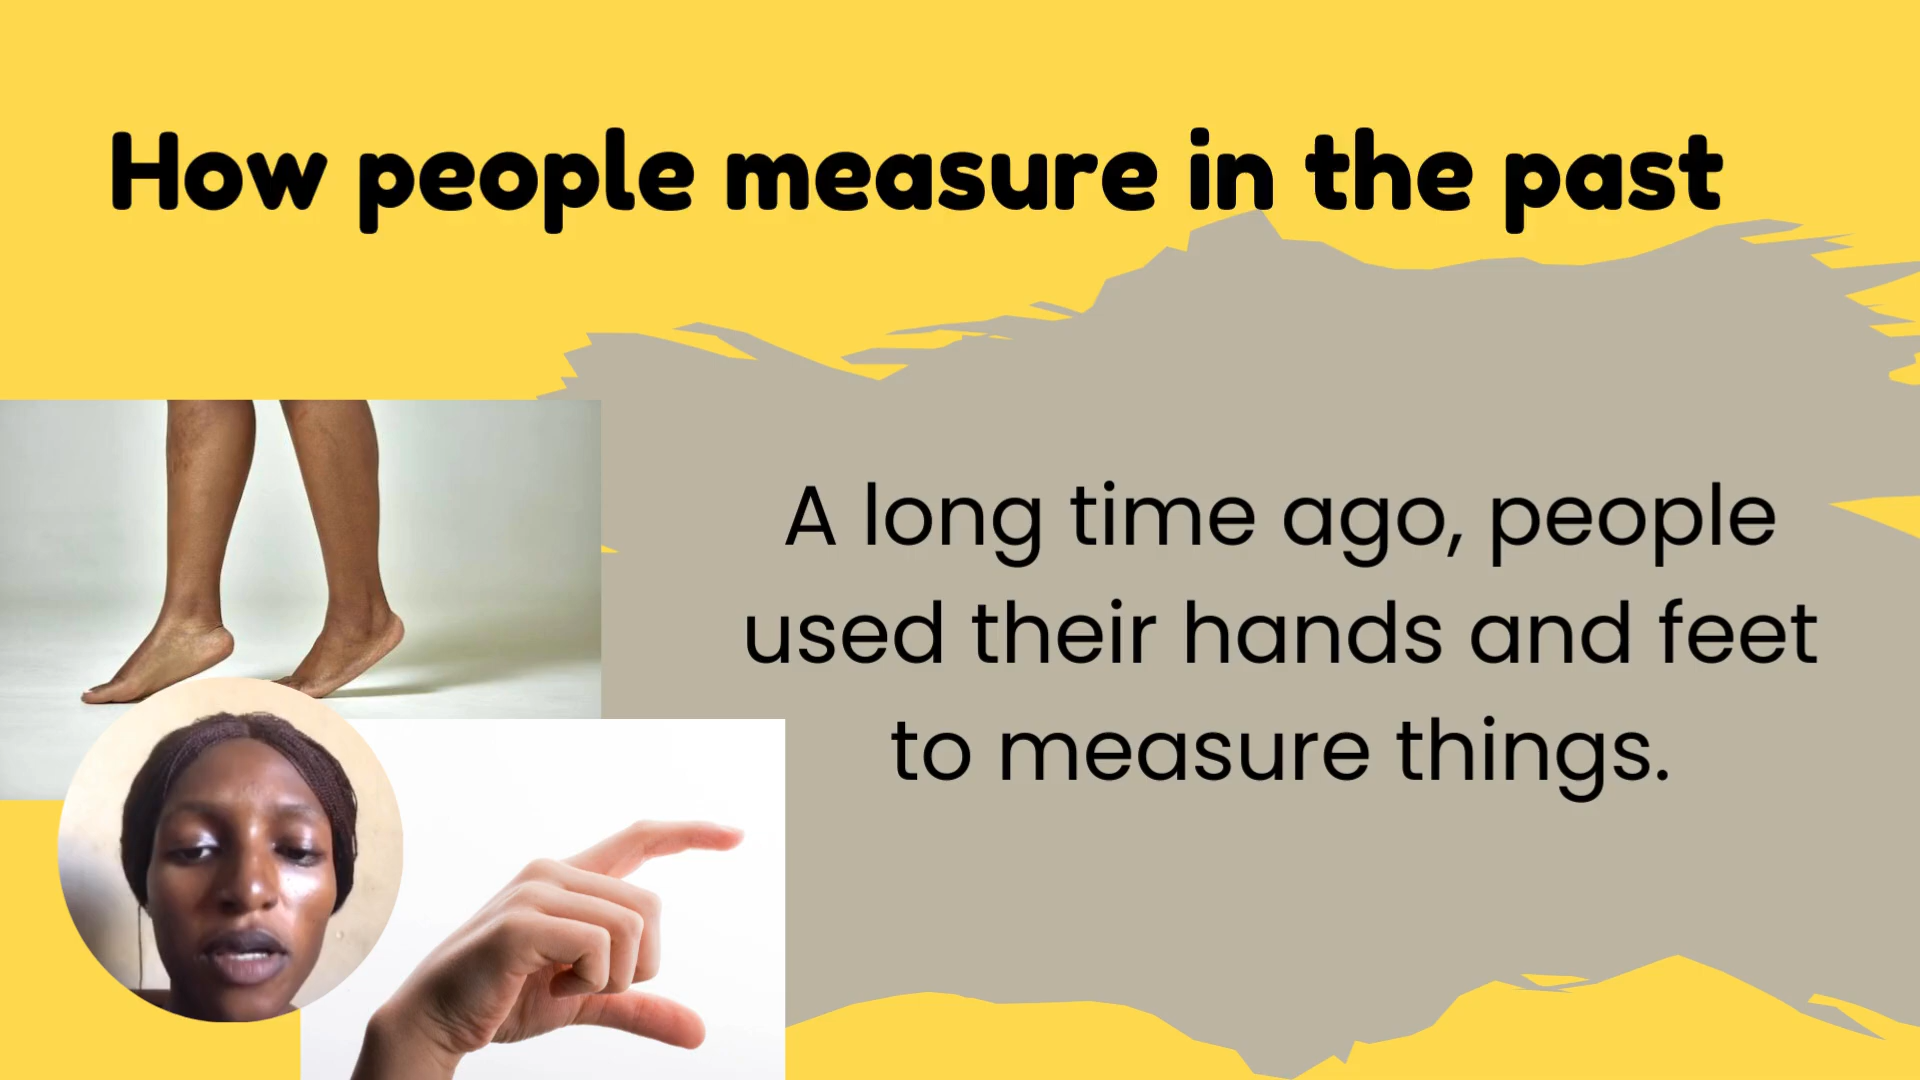 How people measure in the past
A long time ago, people
used their hands and feet
to measure things.